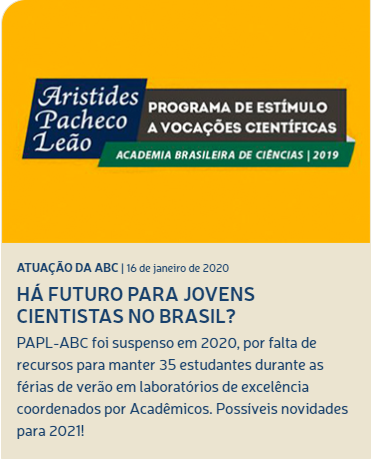 Aristides
Pacheco
Leão
PROGRAMA DE ESTÍMULO
A VOCAÇÕES CIENTÍFICAS
ACADEMIA BRASILEIRA DE CIÊNCIAS | 2019
ATUAÇÃO DA ABC | 16 de janeiro de 2020
HÁ FUTURO PARA JOVENS
CIENTISTAS NO BRASIL?
PAPL-ABC foi suspenso em 2020, por falta de
recursos para manter 35 estudantes durante as
férias de verão em laboratórios de excelência
coordenados por Acadêmicos. Possíveis novidades
para 2021!